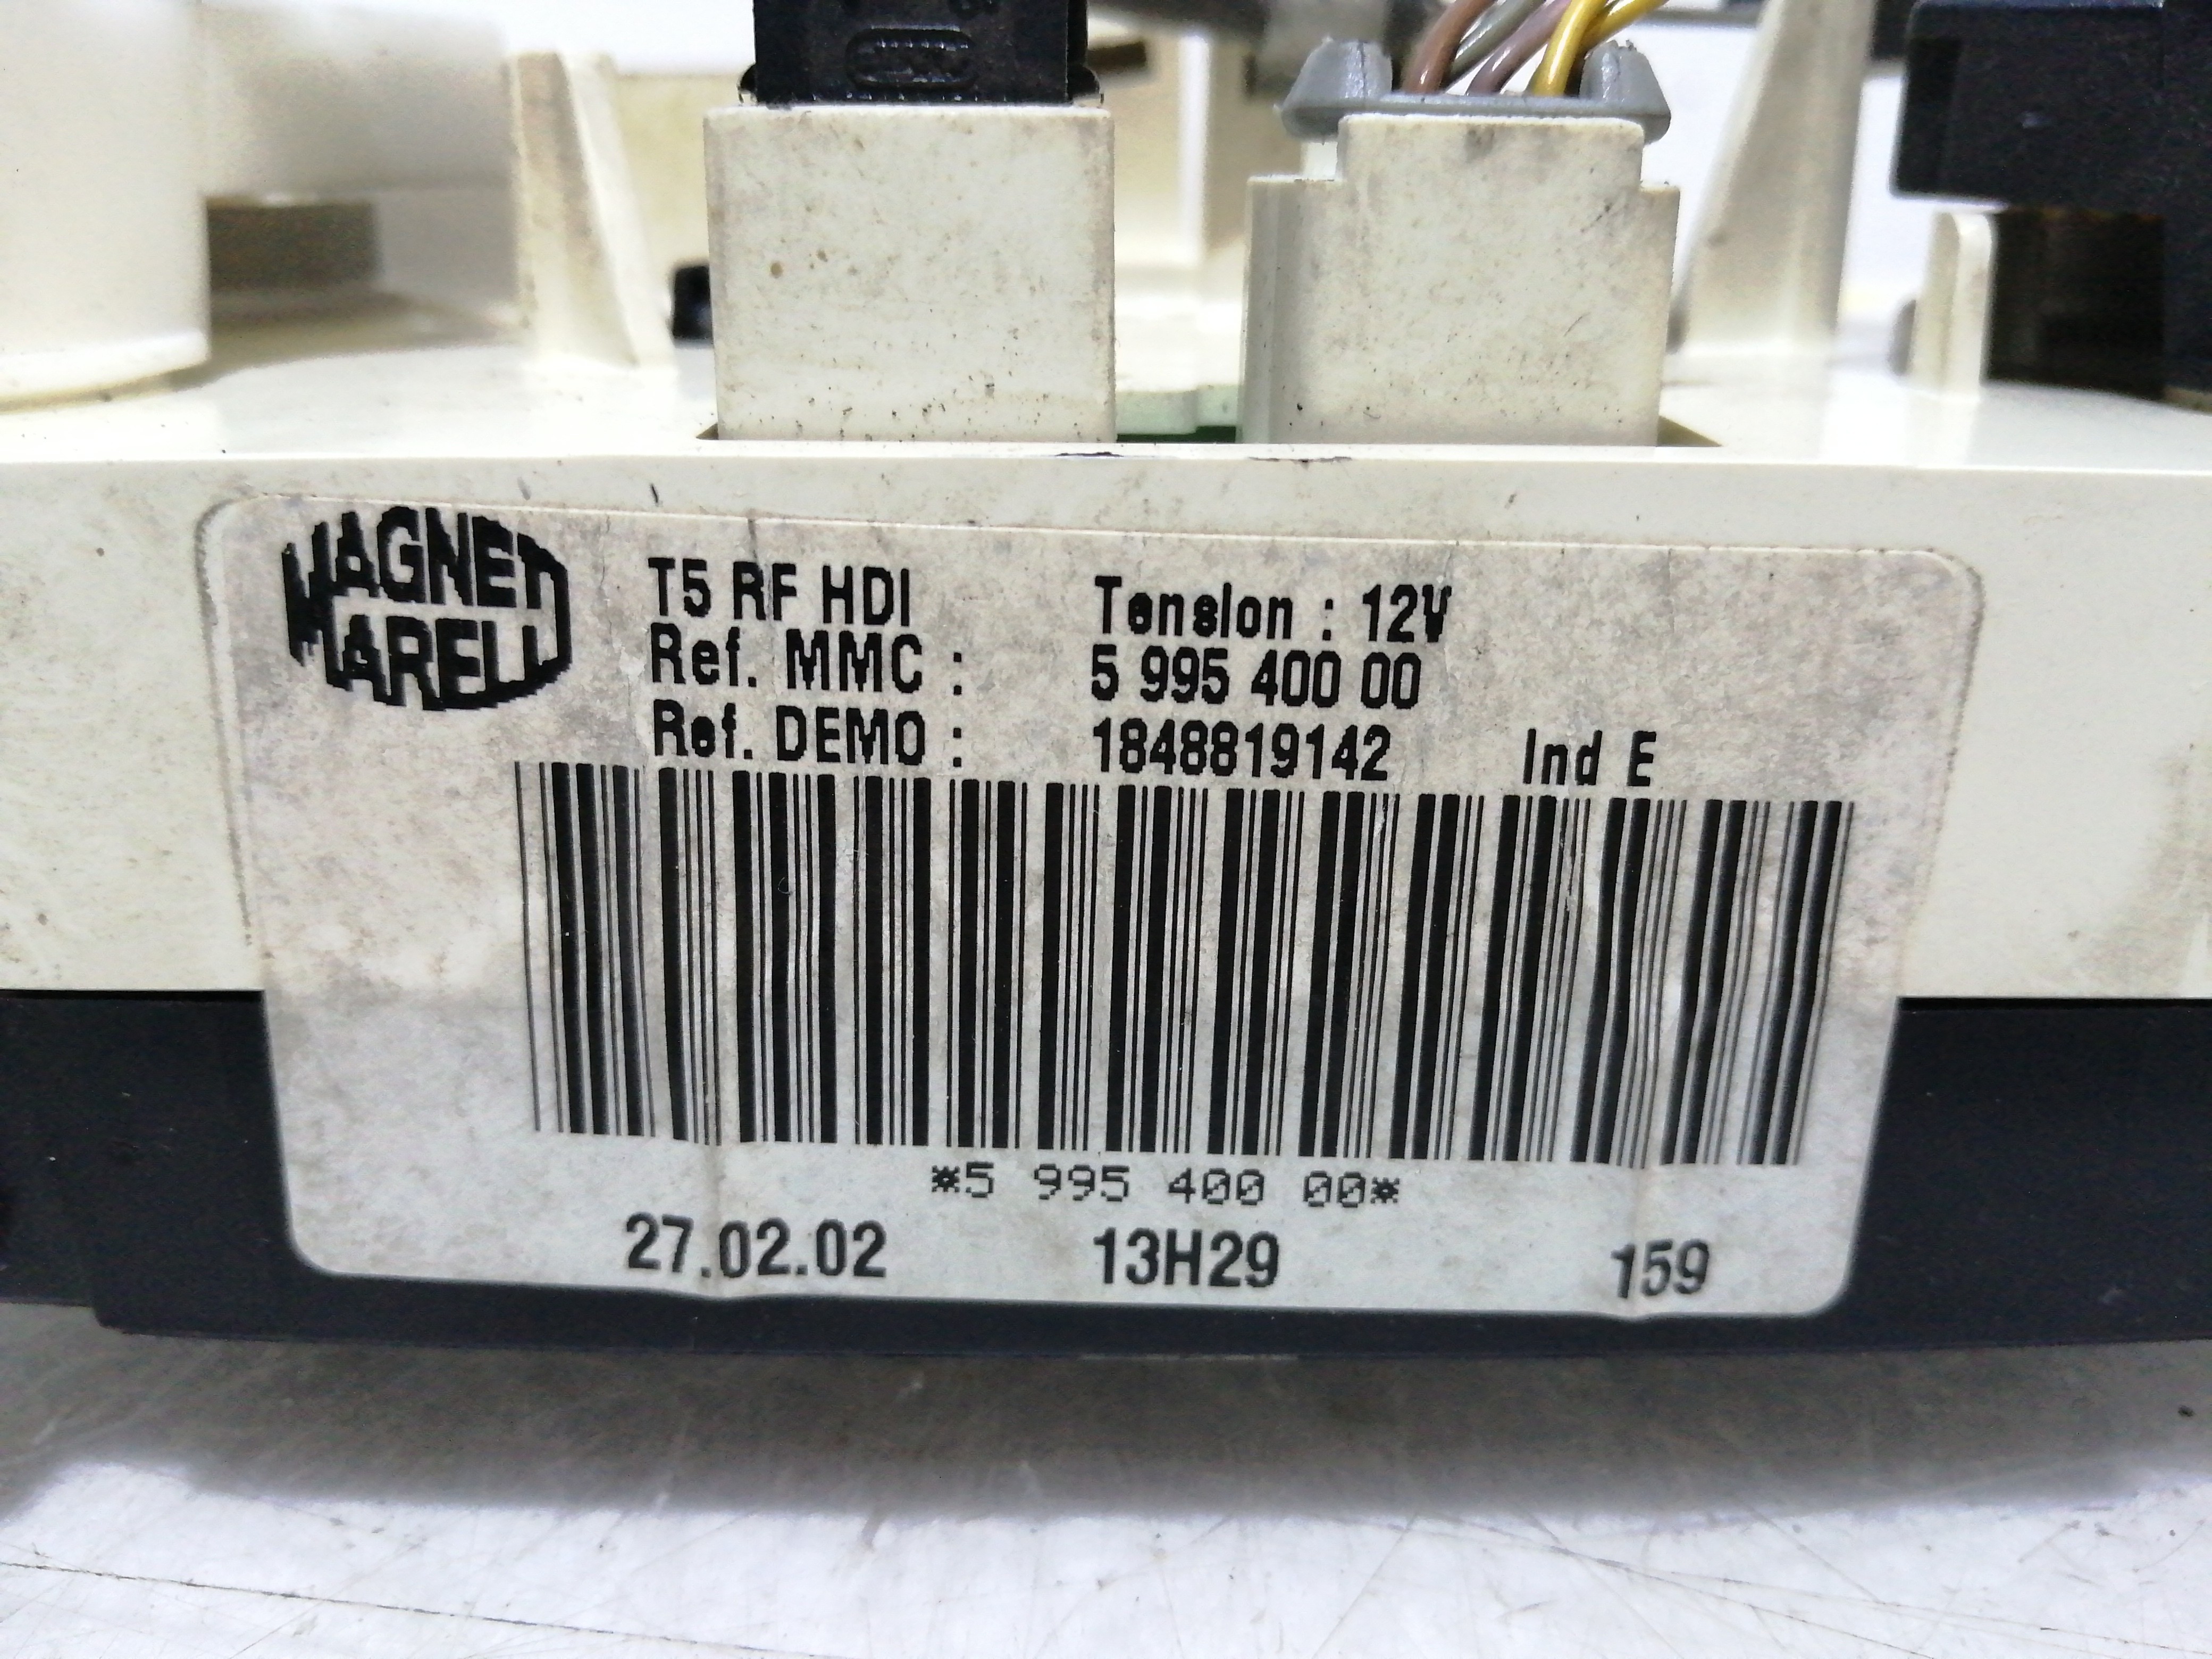 MAGNETI
MARELLI
T5 RF HDI
Tension : 12V
Ref. MMC : 5 995 400 00
Ref. DEMO : 1848819142 Ind E
*5 995 400 00*
27.02.02 13H29 159